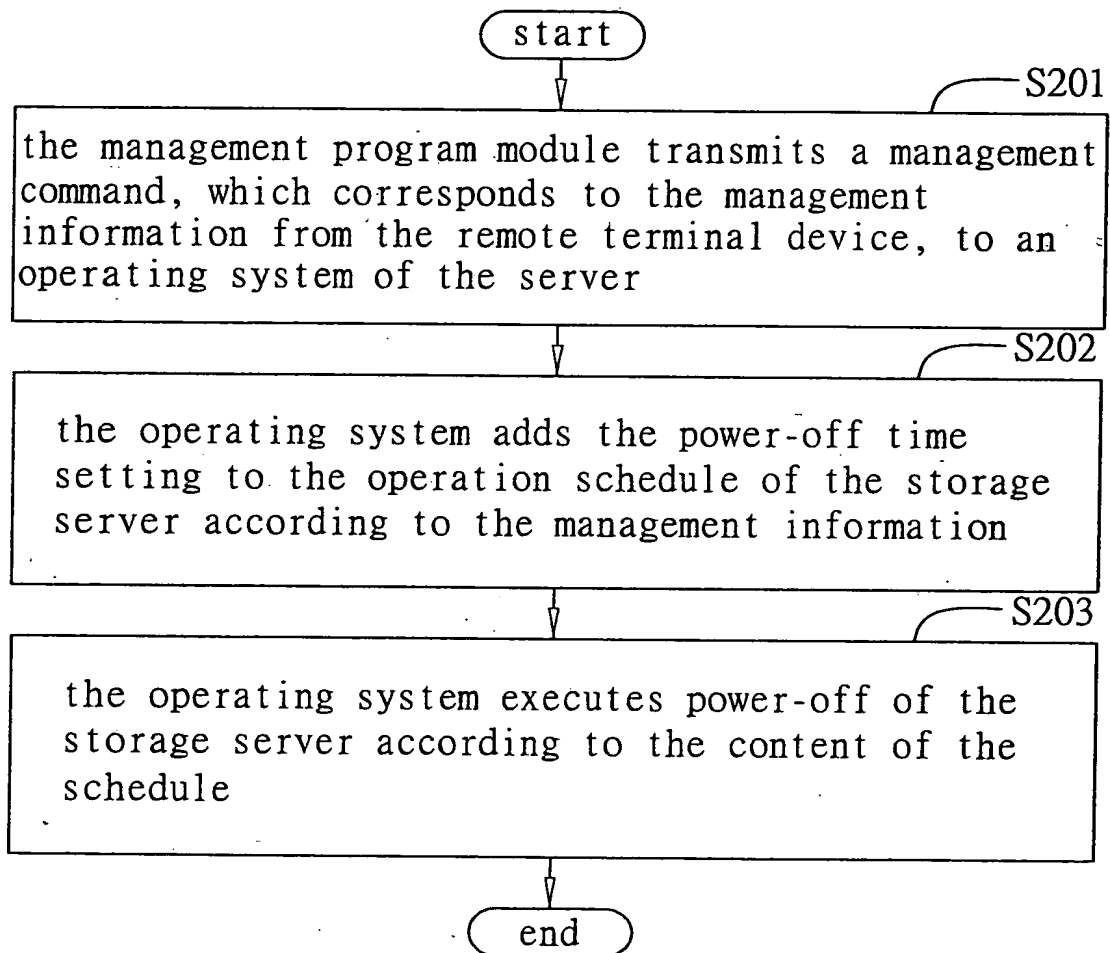 start
S201
the management program module transmits a management
command, which corresponds to the management
information from the remote terminal device, to an
operating system of the server
S202
the operating system adds the power-off time
setting to the operation schedule of the storage
server according to the management information
S203
the operating system executes power-off of the
storage server according to the content of the
schedule
end